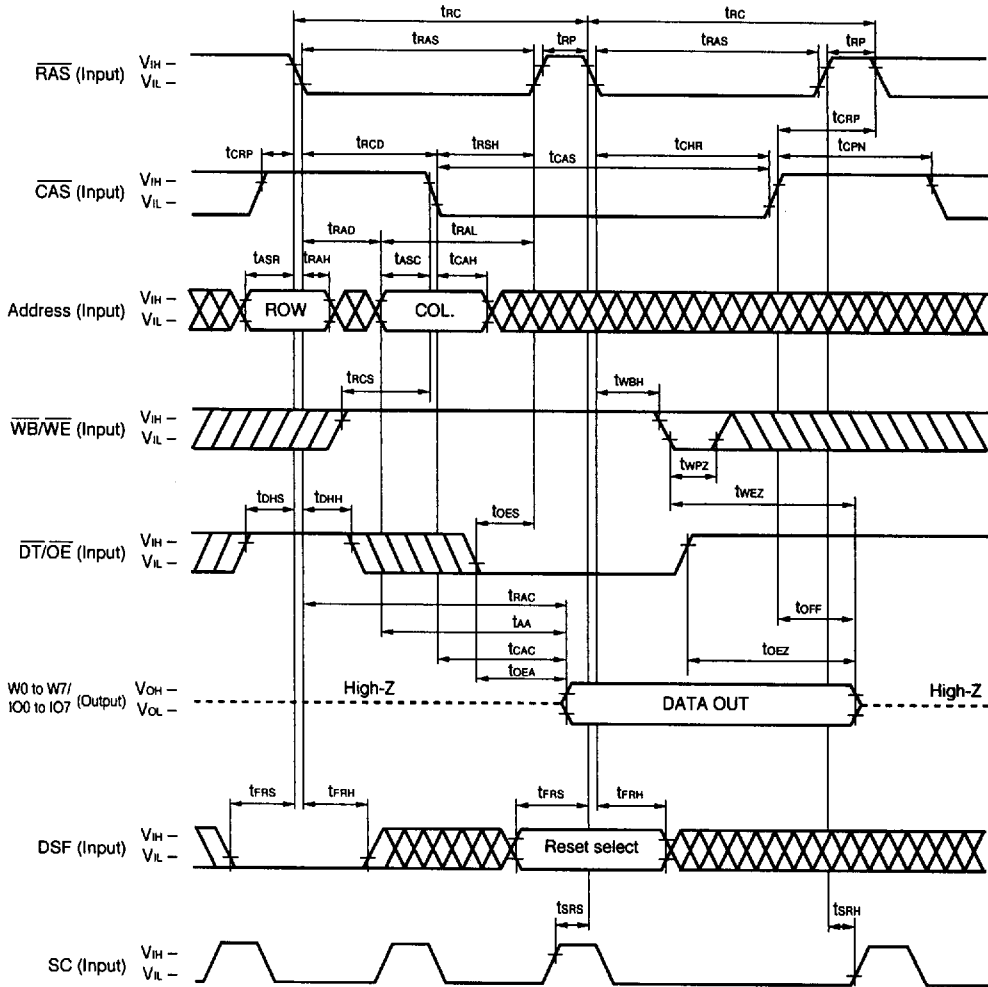 tRC tRC
tRAS tRP tRAS tRP
RAS (Input) VIH
VIL
tCRP
tCRP tRCD tRSH tCHR tCPN
tCAS
CAS (Input) VIH
VIL
tRAD tRAL
tASR tRAH tASC tCAH
Address (Input) VIH
VIL
ROW COL.
tRCS tWBH
WB/WE (Input) VIH
VIL
tWPZ
tWEZ
tDHS tDHH tOES
DT/OE (Input) VIH
VIL
tRAC
tOFF
tAA
tCAC
tOEZ
tOEA
W0 to W7/
IO0 to IO7 (Output) VOH
VOL
High-Z DATA OUT High-Z
tFRS tFRH tFRS tFRH
DSF (Input) VIH
VIL
Reset select
tSRS tSRH
SC (Input) VIH
VIL